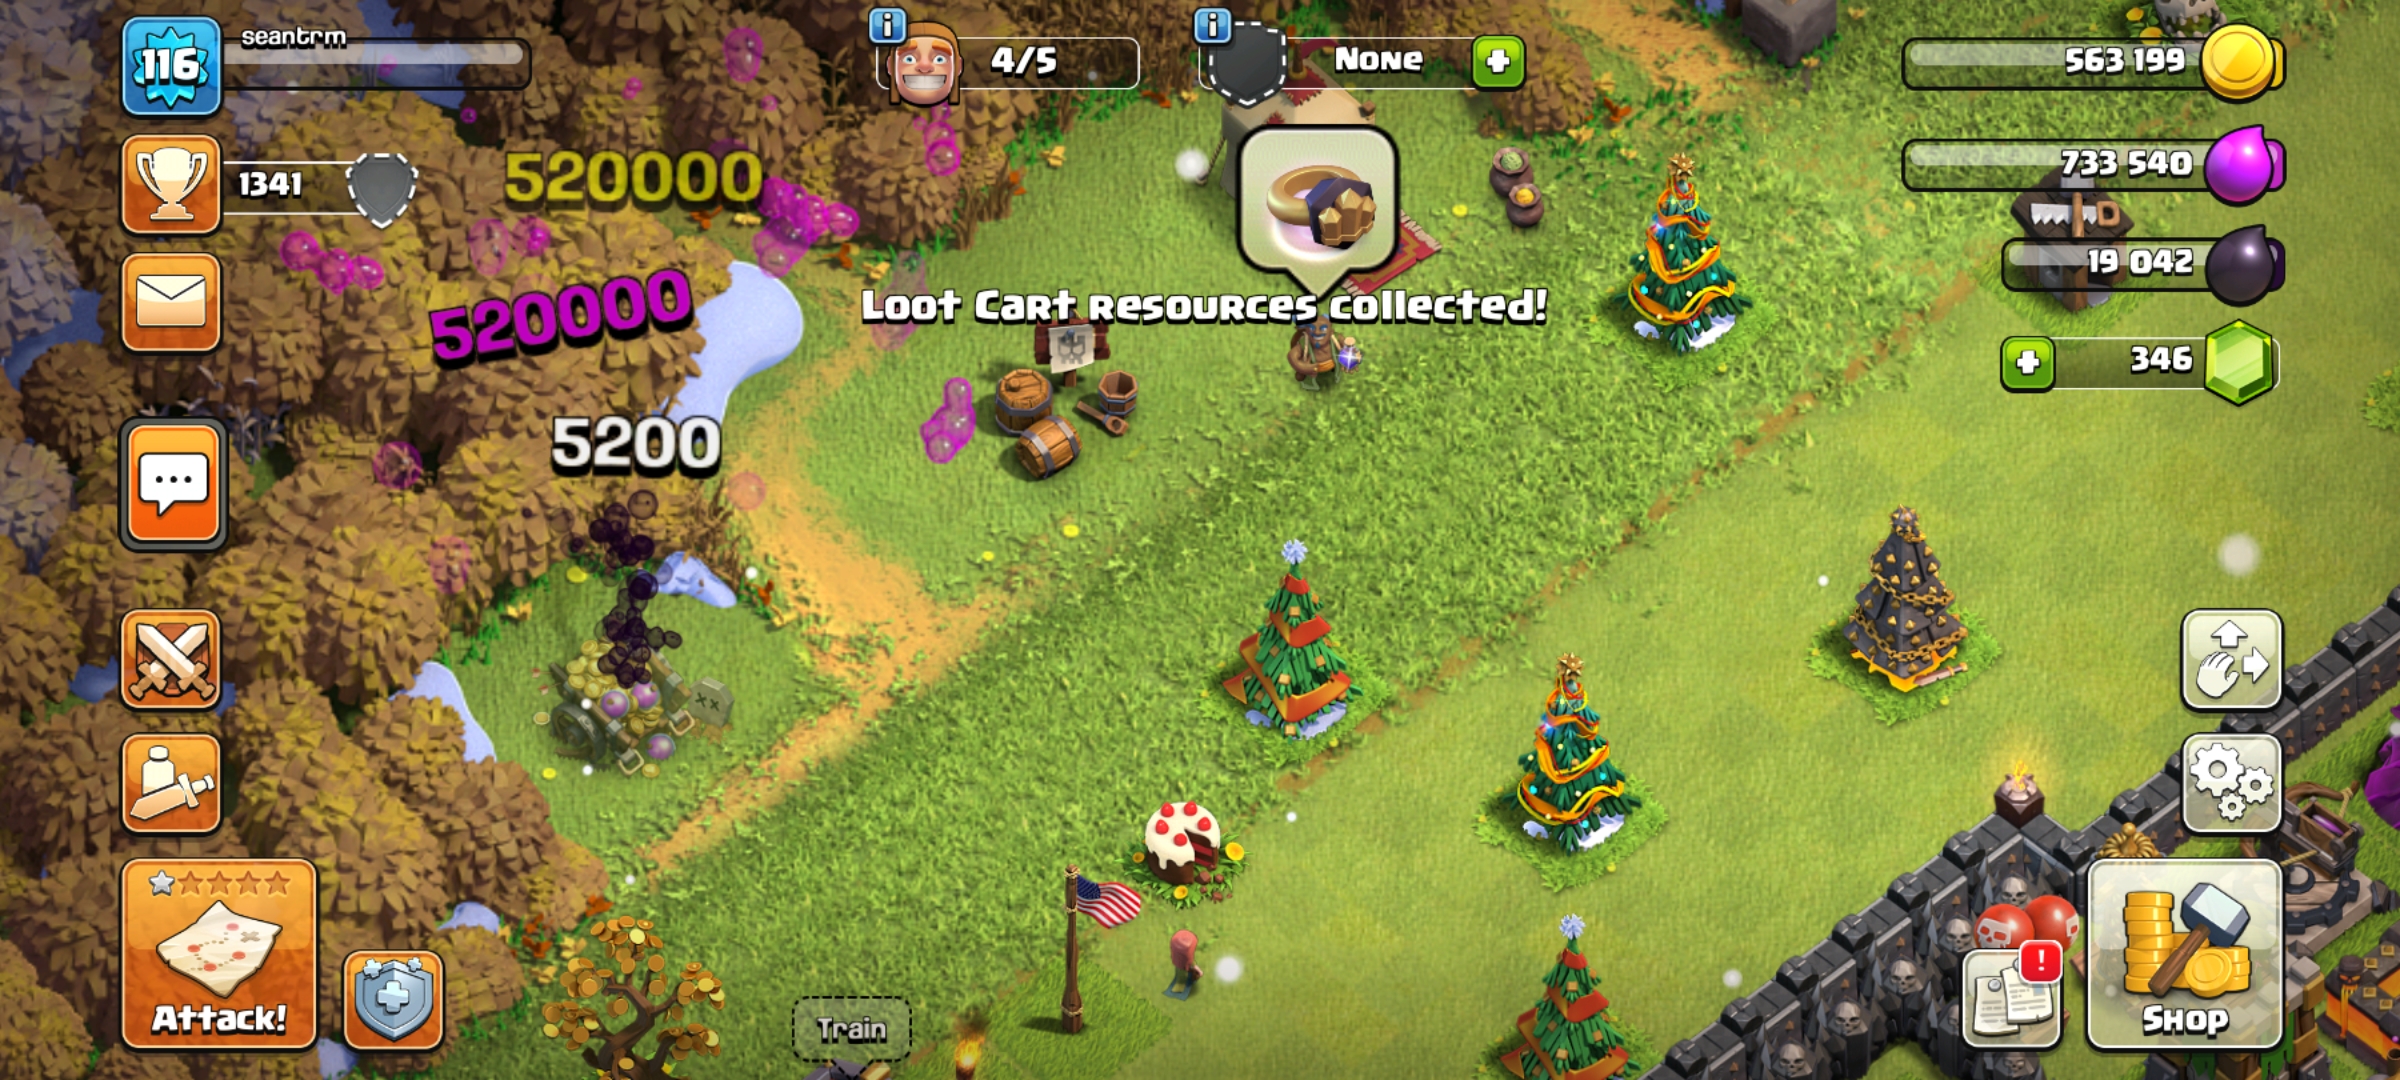 116
seantrm
4/5
None
563 199
1341
520000
733 540
520000
19 042
Loot Cart resources collected!
346
5200
Attack!
Train
!
Shop